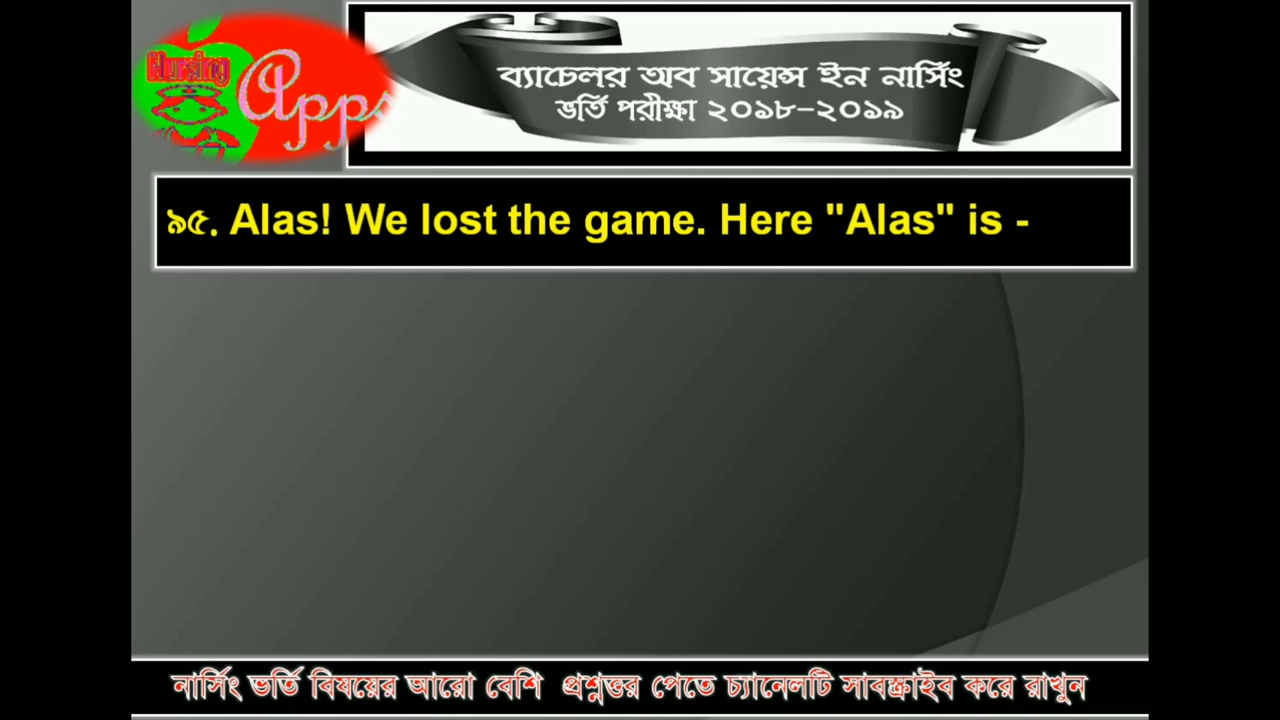 Nursing
Apps
ব্যাচেলর অব সায়েন্স ইন নার্সিং
ভর্তি পরীক্ষা ২০১৮-২০১৯
৯৫. Alas! We lost the game. Here "Alas" is -
নার্সিং ভর্তি বিষয়ের আরো বেশি প্রশ্নত্তর পেতে চ্যানেলটি সাবস্ক্রাইব করে রাখুন